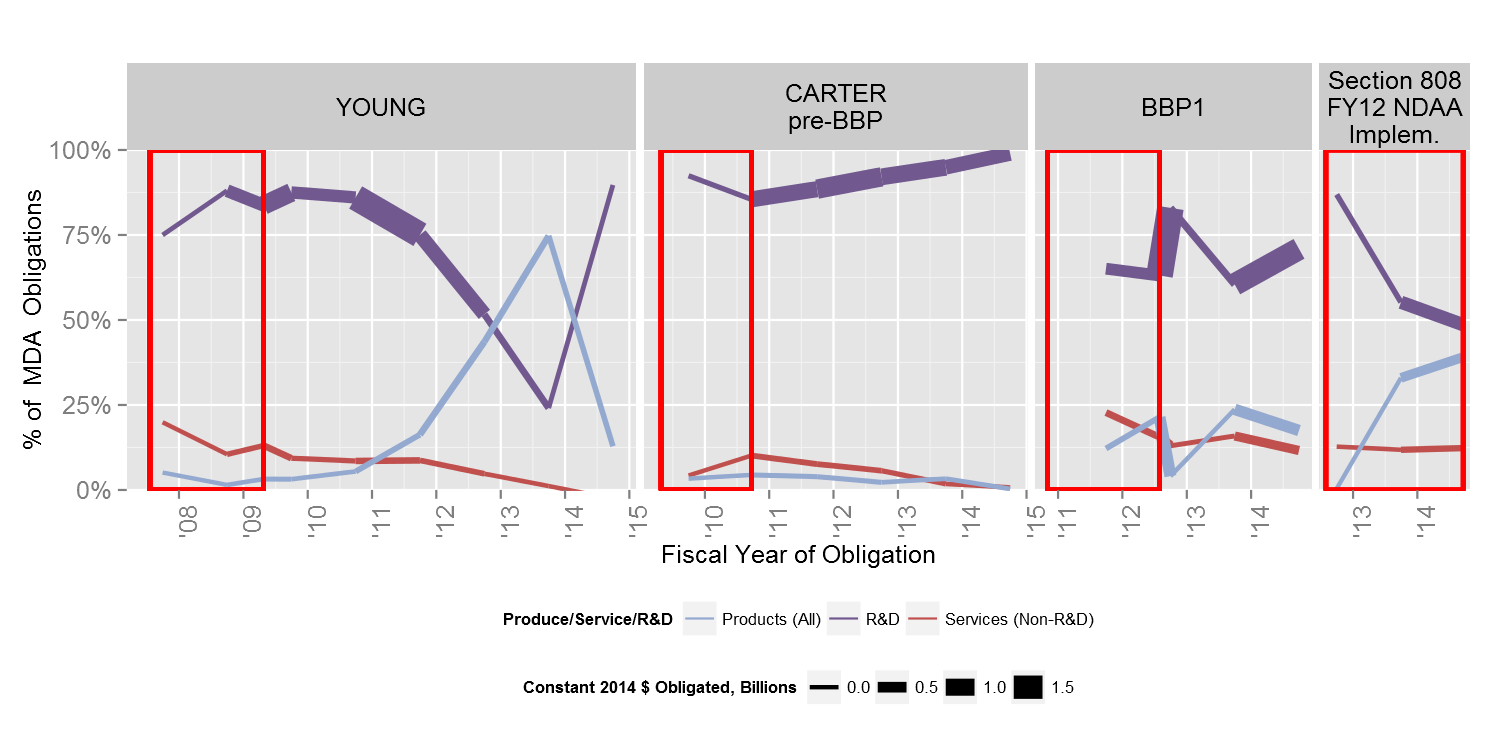 YOUNG
CARTER
pre-BBP
BBP1
Section 808
FY12 NDAA
Implem.
% of MDA Obligations
100%
75%
50%
25%
0%
'08 '09 '10 '11 '12 '13 '14 '15
'10 '11 '12 '13 '14 '15
'11 '12 '13 '14
'13 '14
Fiscal Year of Obligation
Produce/Service/R&D Products (All) R&D Services (Non-R&D)
Constant 2014 $ Obligated, Billions 0.0 0.5 1.0 1.5